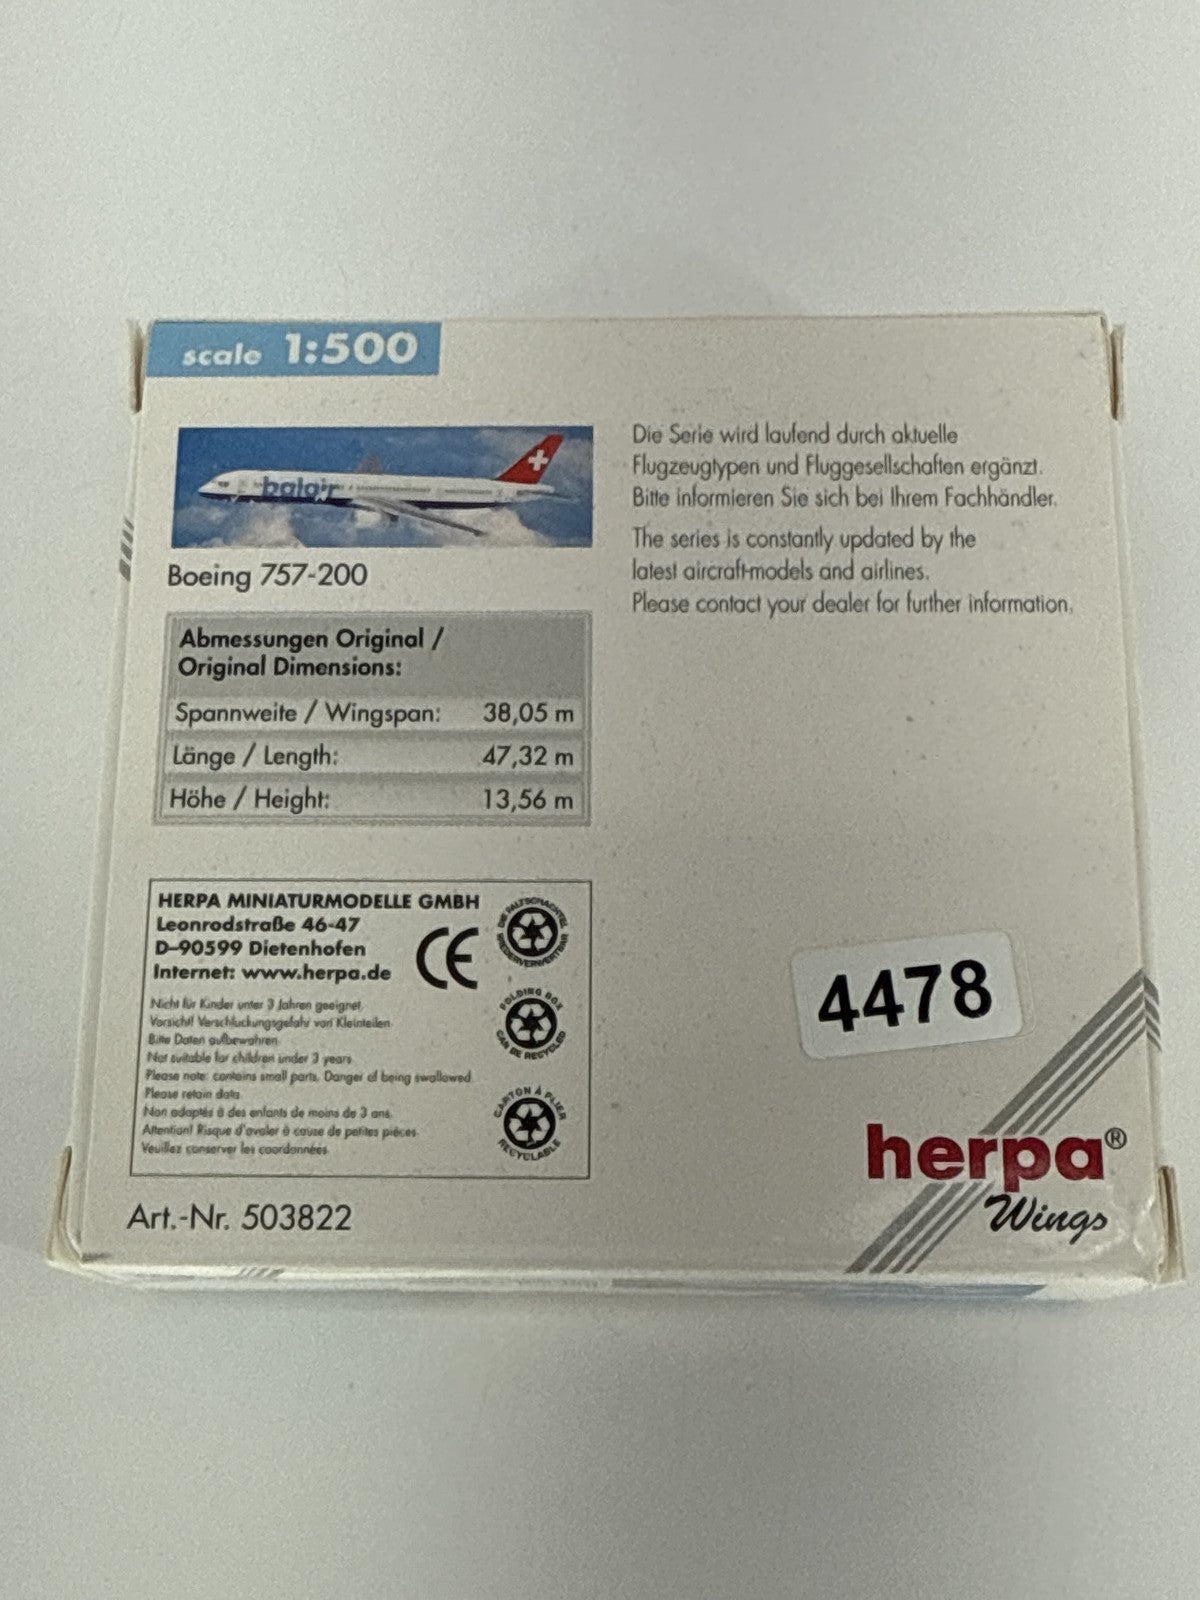 scale 1:500
balair
Boeing 757-200
Abmessungen Original /
Original Dimensions:
Spannweite / Wingspan: 38,05 m
Länge / Length: 47,32 m
Höhe / Height: 13,56 m
Die Serie wird laufend durch aktuelle
Flugzeugtypen und Fluggesellschaften ergänzt.
Bitte informieren Sie sich bei Ihrem Fachhändler.
The series is constantly updated by the
latest aircraft-models and airlines.
Please contact your dealer for further information.
HERPA MINIATURMODELLE GMBH
Leonrodstraße 46-47
D-90599 Dietenhofen
Internet: www.herpa.de
CE
Nicht für Kinder unter 3 Jahren geeignet.
Vorsicht! Verschluckungsgefahr von Kleinteilen.
Bitte Daten aufbewahren.
Not suitable for children under 3 years.
Please note: contains small parts. Danger of being swallowed.
Please retain data.
Non adaptés à des enfants de moins de 3 ans.
Attention! Risque d'avaler à cause de petites pièces.
Veuillez conserver les coordonnées.
DIE FALTSCHACHTEL
WIEDERVERWERTBAR
FOLDING BOX
CAN BE RECYCLED
CARTON À PLIER
RECYCLABLE
Art.-Nr. 503822
4478
herpa®
Wings